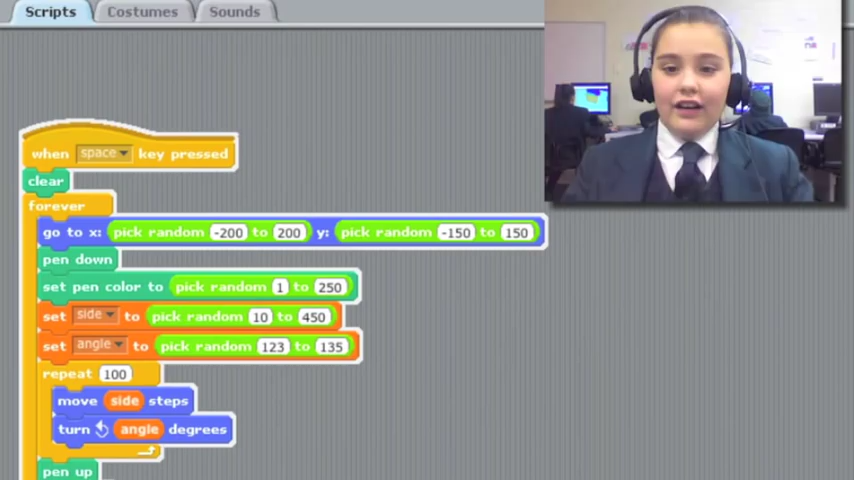 Scripts Costumes Sounds
when space key pressed
clear
forever
go to x: pick random -200 to 200 y: pick random -150 to 150
pen down
set pen color to pick random 1 to 250
set side to pick random 10 to 450
set angle to pick random 123 to 135
repeat 100
move side steps
turn angle degrees
pen up